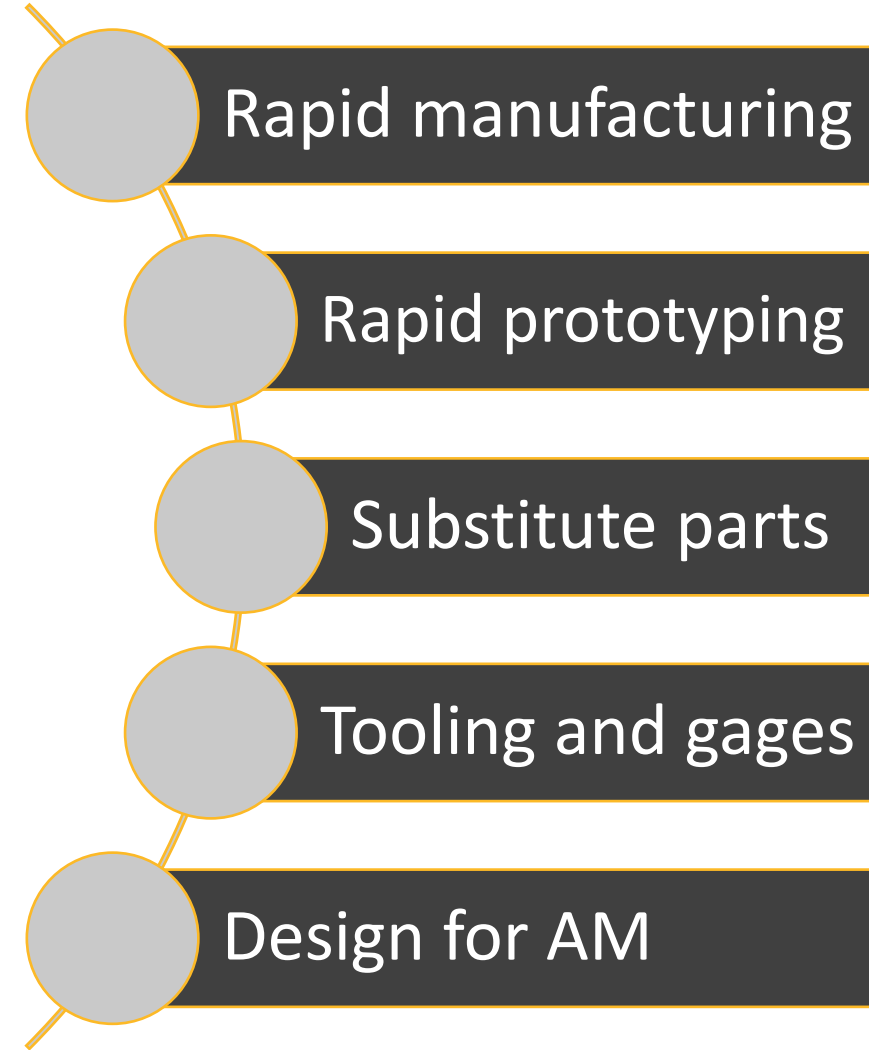 Rapid manufacturing
Rapid prototyping
Substitute parts
Tooling and gages
Design for AM